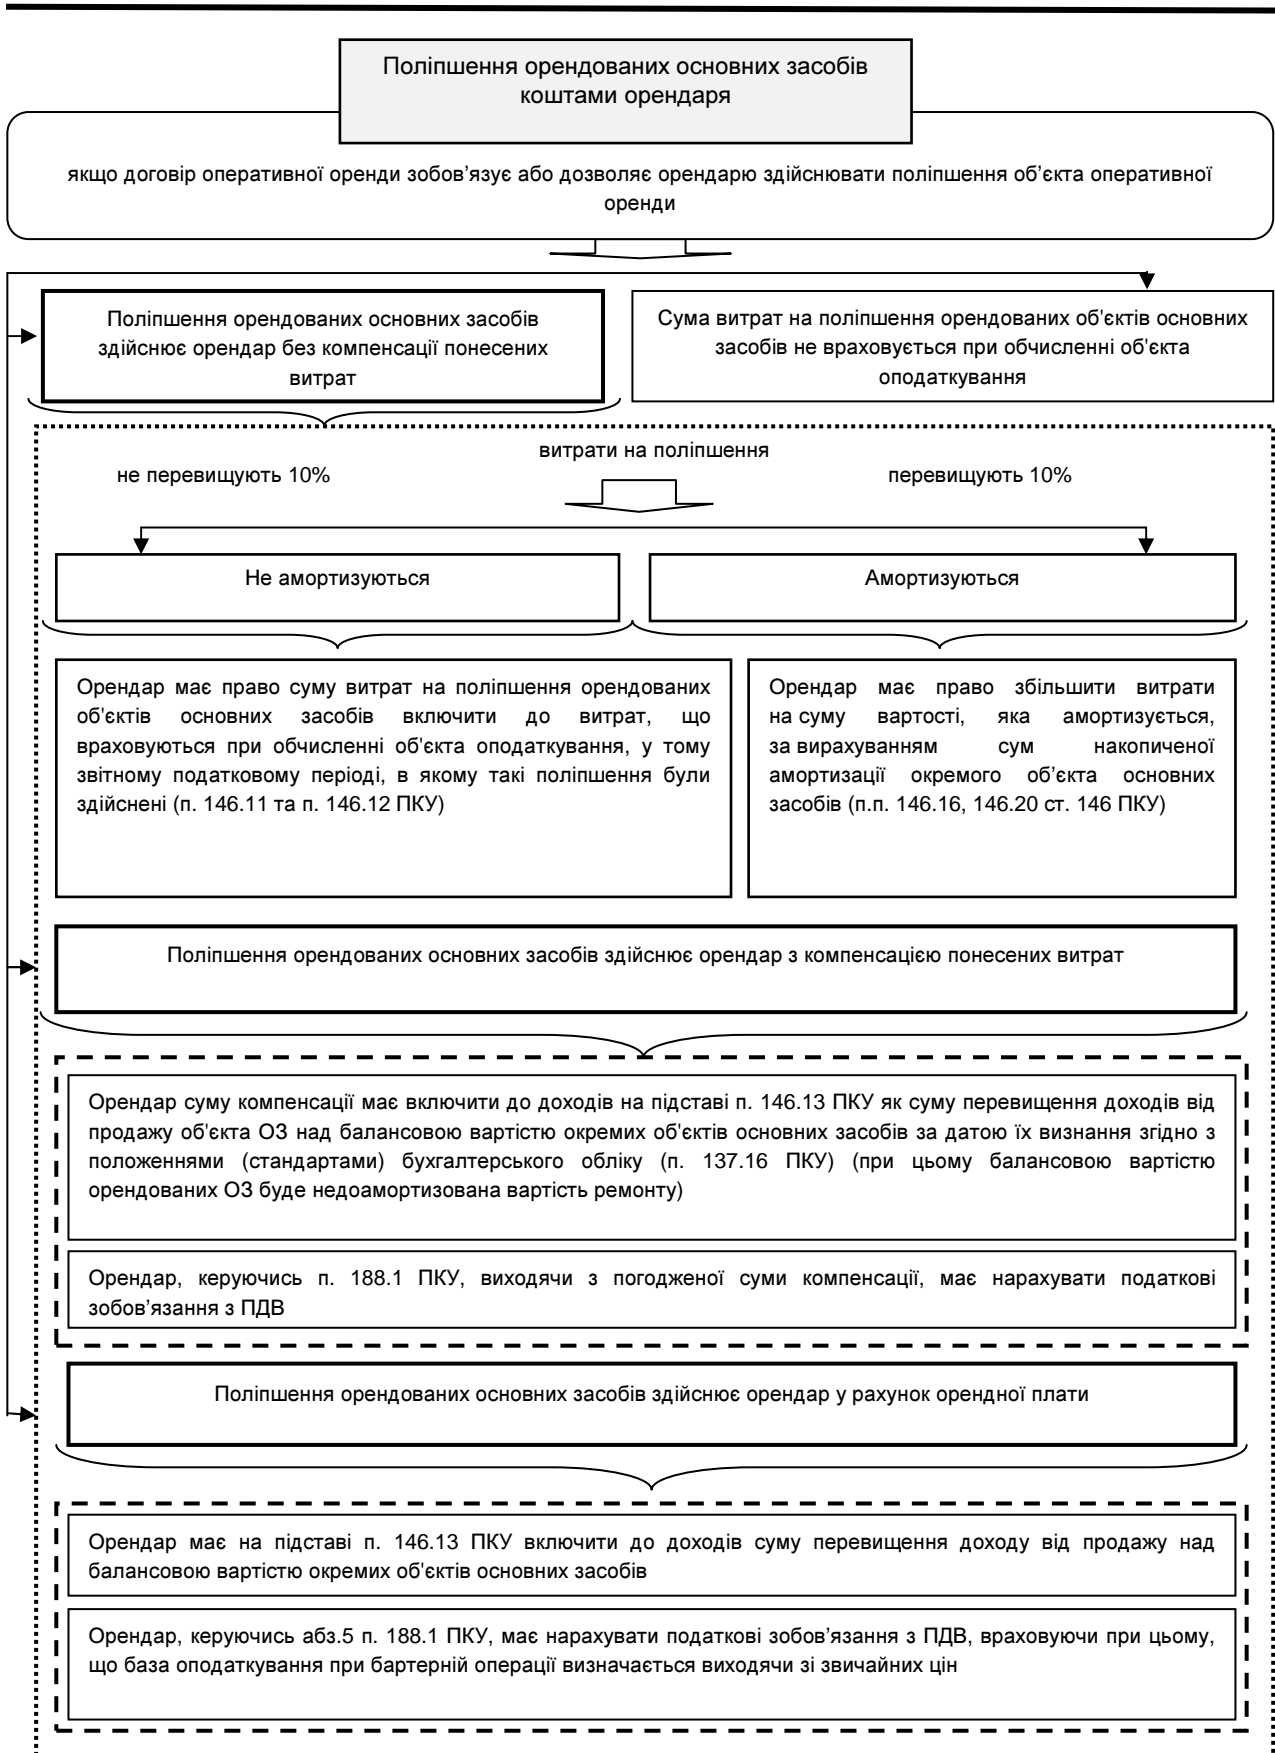 Поліпшення орендованих основних засобів
коштами орендаря
якщо договір оперативної оренди зобов’язує або дозволяє орендарю здійснювати поліпшення об’єкта оперативної
оренди
Поліпшення орендованих основних засобів
здійснює орендар без компенсації понесених
витрат
Сума витрат на поліпшення орендованих об'єктів основних
засобів не враховується при обчисленні об'єкта
оподаткування
витрати на поліпшення
не перевищують 10%
перевищують 10%
Не амортизуються
Амортизуються
Орендар має право суму витрат на поліпшення орендованих
об'єктів основних засобів включити до витрат, що
враховуються при обчисленні об’єкта оподаткування, у тому
звітному податковому періоді, в якому такі поліпшення були
здійснені (п. 146.11 та п. 146.12 ПКУ)
Орендар має право збільшити витрати
на суму вартості, яка амортизується,
за вирахуванням сум накопиченої
амортизації окремого об’єкта основних
засобів (п.п. 146.16, 146.20 ст. 146 ПКУ)
Поліпшення орендованих основних засобів здійснює орендар з компенсацією понесених витрат
Орендар суму компенсації має включити до доходів на підставі п. 146.13 ПКУ як суму перевищення доходів від
продажу об’єкта ОЗ над балансовою вартістю окремих об'єктів основних засобів за датою їх визнання згідно з
положеннями (стандартами) бухгалтерського обліку (п. 137.16 ПКУ) (при цьому балансовою вартістю
орендованих ОЗ буде недоамортизована вартість ремонту)
Орендар, керуючись п. 188.1 ПКУ, виходячи з погодженої суми компенсації, має нарахувати податкові
зобов’язання з ПДВ
Поліпшення орендованих основних засобів здійснює орендар у рахунок орендної плати
Орендар має на підставі п. 146.13 ПКУ включити до доходів суму перевищення доходу від продажу над
балансовою вартістю окремих об'єктів основних засобів
Орендар, керуючись абз.5 п. 188.1 ПКУ, має нарахувати податкові зобов’язання з ПДВ, враховуючи при цьому,
що база оподаткування при бартерній операції визначається виходячи зі звичайних цін